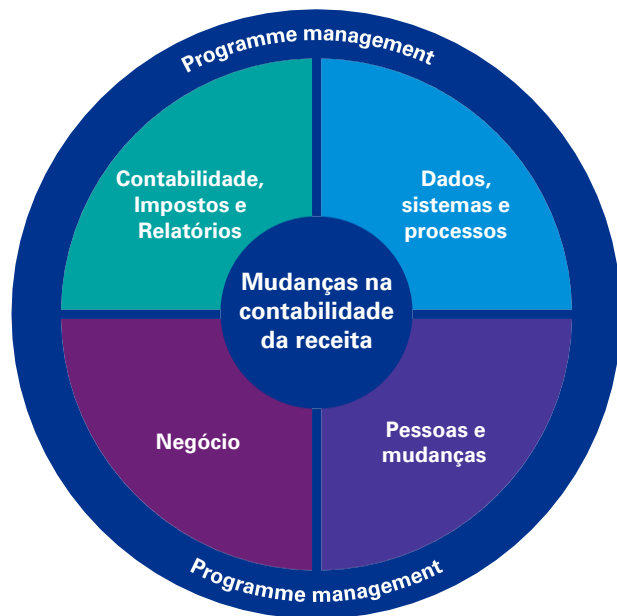 Programme management
Contabilidade,
Impostos e
Relatórios
Dados,
sistemas e
processos
Mudanças na
contabilidade
da receita
Negócio
Pessoas e
mudanças
Programme management